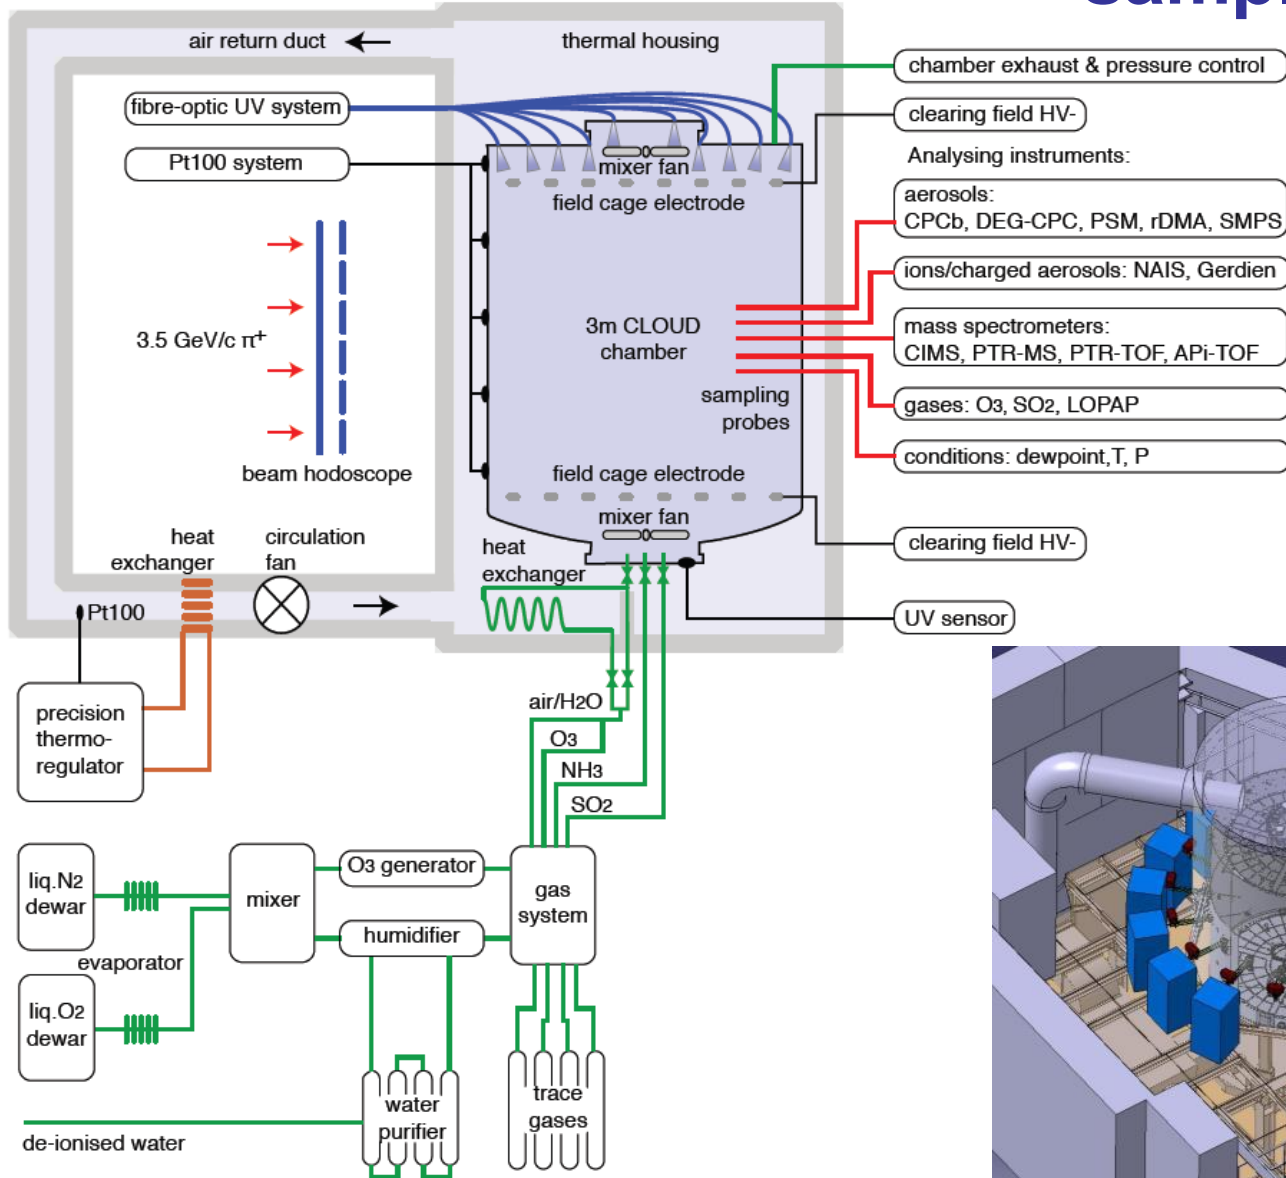 air return duct
thermal housing
chamber exhaust & pressure control
fibre-optic UV system
clearing field HV-
Pt100 system
mixer fan
Analysing instruments:
field cage electrode
aerosols:
CPCb, DEG-CPC, PSM, rDMA, SMPS
ions/charged aerosols: NAIS, Gerdien
3.5 GeV/c π+
3m CLOUD
chamber
mass spectrometers:
CIMS, PTR-MS, PTR-TOF, APi-TOF
sampling
probes
gases: O3, SO2, LOPAP
beam hodoscope
field cage electrode
conditions: dewpoint,T, P
mixer fan
heat
exchanger
circulation
fan
heat
exchanger
clearing field HV-
Pt100
UV sensor
precision
thermo-
regulator
air/H2O
O3
NH3
SO2
liq.N2
dewar
mixer
O3 generator
gas
system
humidifier
evaporator
liq.O2
dewar
water
purifier
trace
gases
de-ionised water